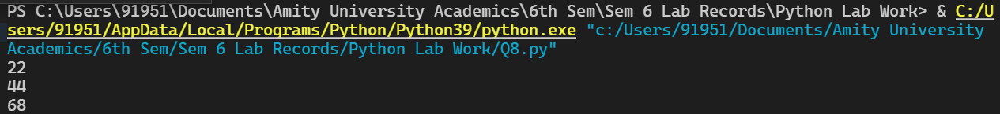 PS C:\Users\91951\Documents\Amity University Academics\6th Sem\Sem 6 Lab Records\Python Lab Work> & C:/U
sers/91951/AppData/Local/Programs/Python/Python39/python.exe "c:/Users/91951/Documents/Amity University
Academics/6th Sem/Sem 6 Lab Records/Python Lab Work/Q8.py"
22
44
68